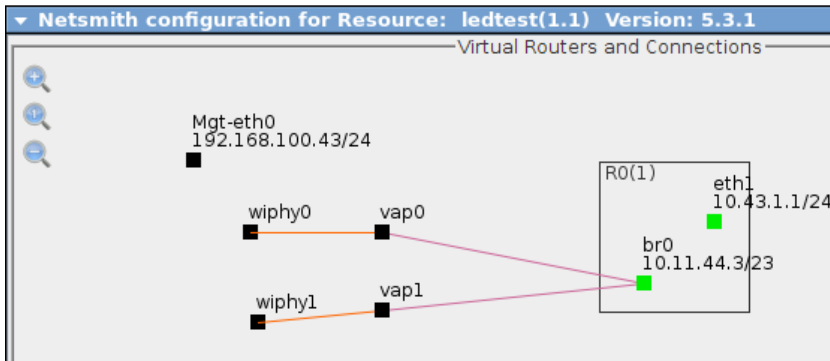 Netsmith configuration for Resource:  ledtest(1.1)  Version: 5.3.1
Virtual Routers and Connections
Mgt-eth0
192.168.100.43/24
R0(1)
eth1
10.43.1.1/24
wiphy0
vap0
br0
10.11.44.3/23
vap1
wiphy1